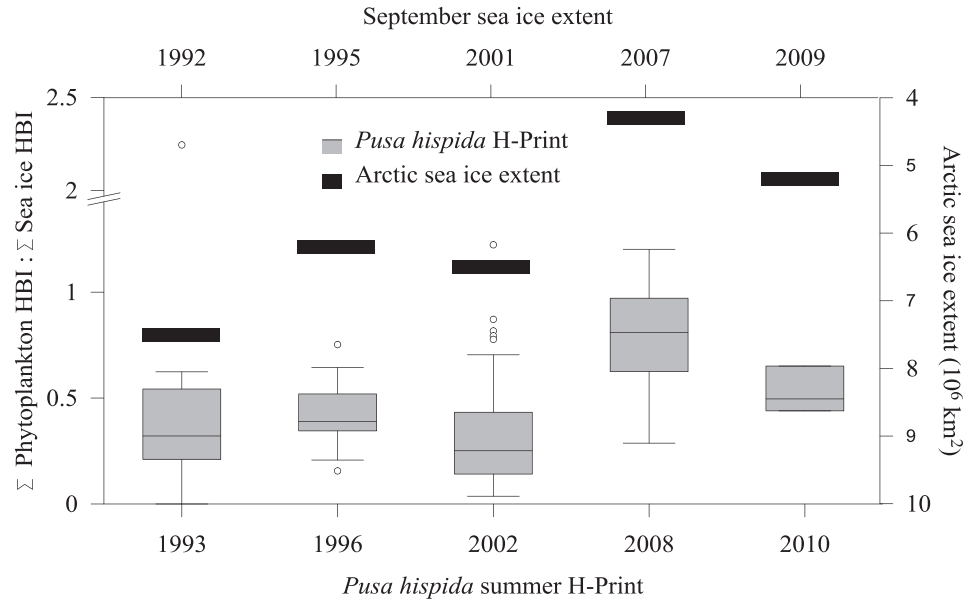 September sea ice extent
1992 1995 2001 2007 2009
Σ Phytoplankton HBI : Σ Sea ice HBI
2.5
2
1
0.5
0
Pusa hispida H-Print
Arctic sea ice extent
4
5
6
7
8
9
10
Arctic sea ice extent (10⁶ km²)
1993 1996 2002 2008 2010
Pusa hispida summer H-Print